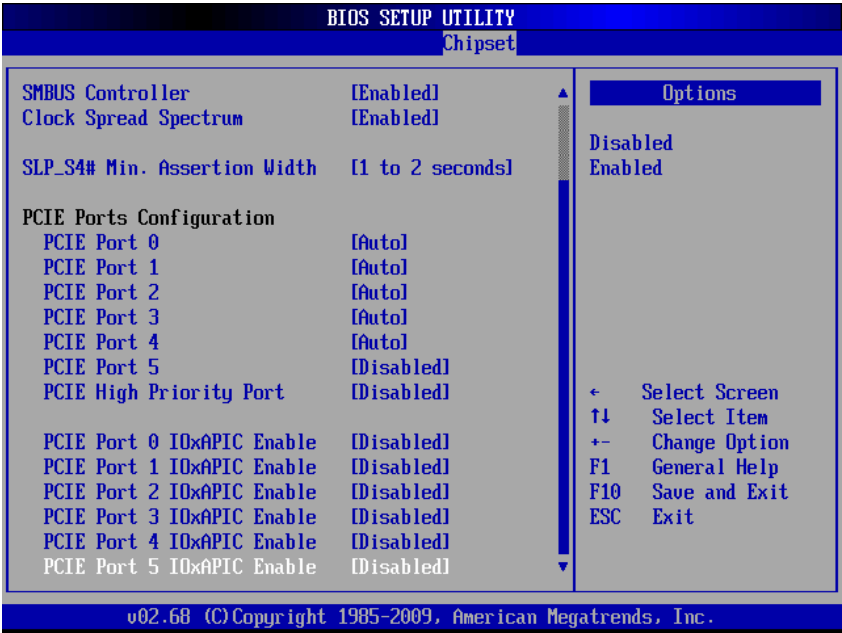 BIOS SETUP UTILITY
Chipset
SMBUS Controller [Enabled]
Clock Spread Spectrum [Enabled]
SLP_S4# Min. Assertion Width [1 to 2 seconds]
PCIE Ports Configuration
PCIE Port 0 [Auto]
PCIE Port 1 [Auto]
PCIE Port 2 [Auto]
PCIE Port 3 [Auto]
PCIE Port 4 [Auto]
PCIE Port 5 [Disabled]
PCIE High Priority Port [Disabled]
PCIE Port 0 IOxAPIC Enable [Disabled]
PCIE Port 1 IOxAPIC Enable [Disabled]
PCIE Port 2 IOxAPIC Enable [Disabled]
PCIE Port 3 IOxAPIC Enable [Disabled]
PCIE Port 4 IOxAPIC Enable [Disabled]
PCIE Port 5 IOxAPIC Enable [Disabled]
Options
Disabled
Enabled
← Select Screen
↑↓ Select Item
+- Change Option
F1 General Help
F10 Save and Exit
ESC Exit
v02.68 (C)Copyright 1985-2009, American Megatrends, Inc.